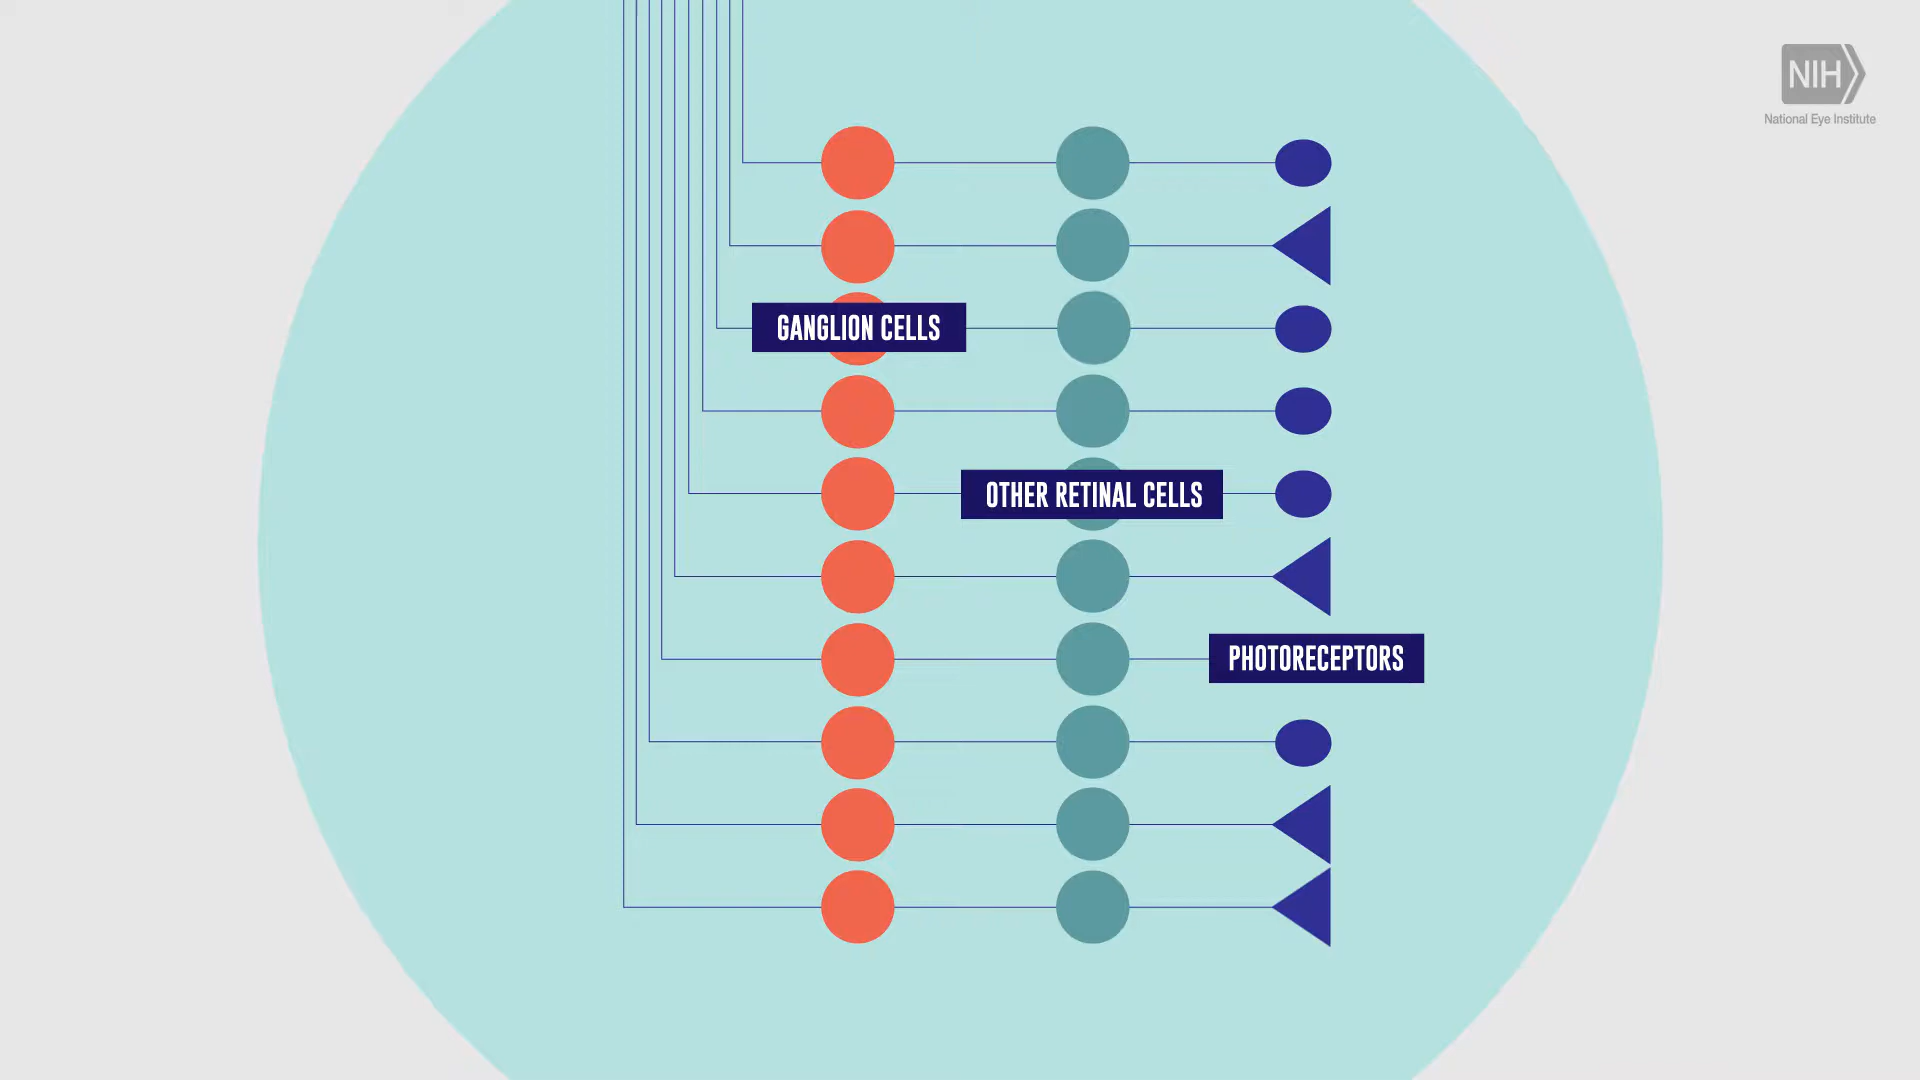 NIH
National Eye Institute
GANGLION CELLS
OTHER RETINAL CELLS
PHOTORECEPTORS